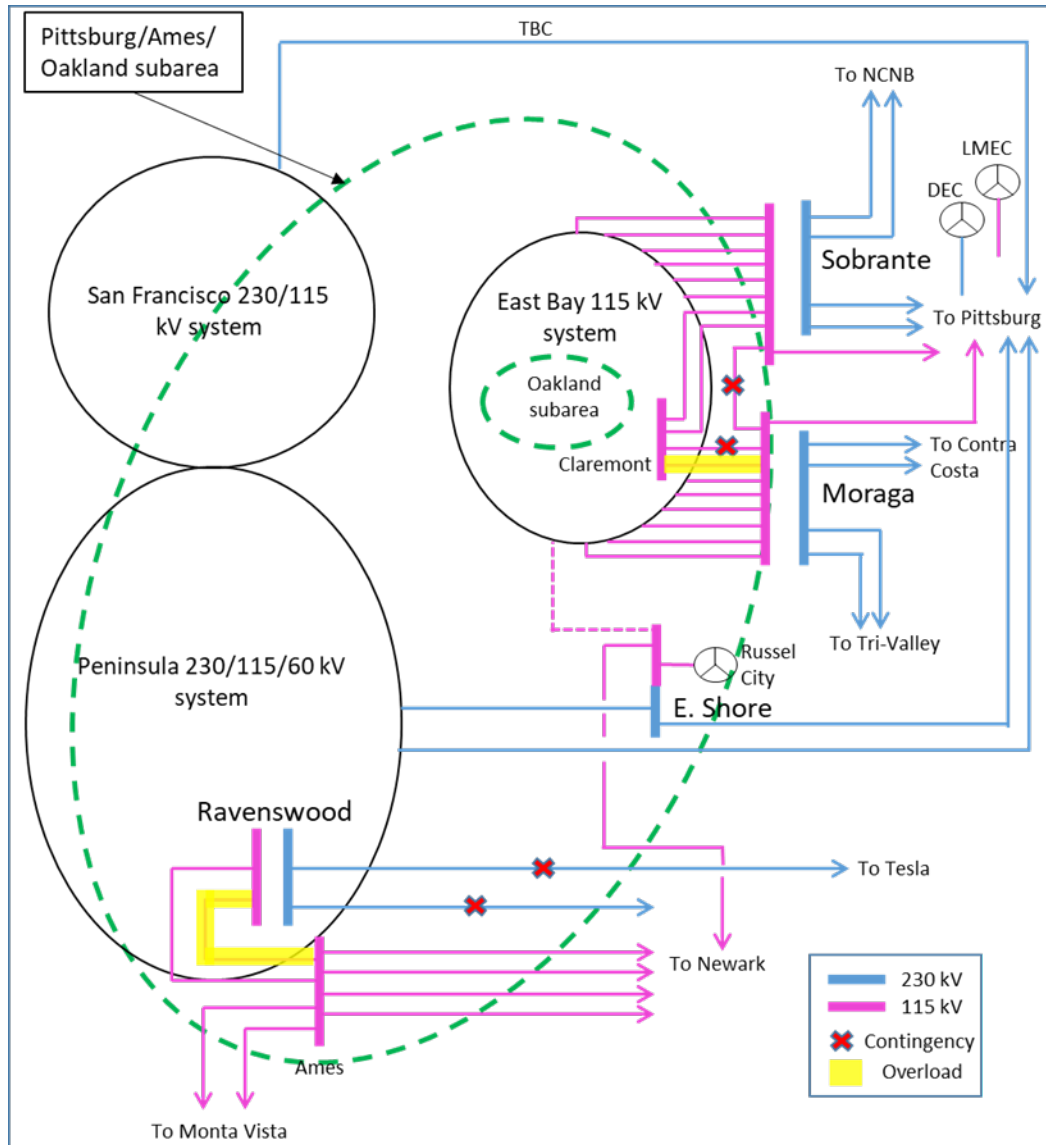 Pittsburg/Ames/
Oakland subarea
TBC
To NCNB
LMEC
DEC
Sobrante
San Francisco 230/115
kV system
East Bay 115 kV
system
To Pittsburg
Oakland
subarea
Claremont
To Contra
Costa
Moraga
To Tri-Valley
Peninsula 230/115/60 kV
system
Russel
City
E. Shore
Ravenswood
To Tesla
To Newark
Ames
To Monta Vista
230 kV
115 kV
Contingency
Overload